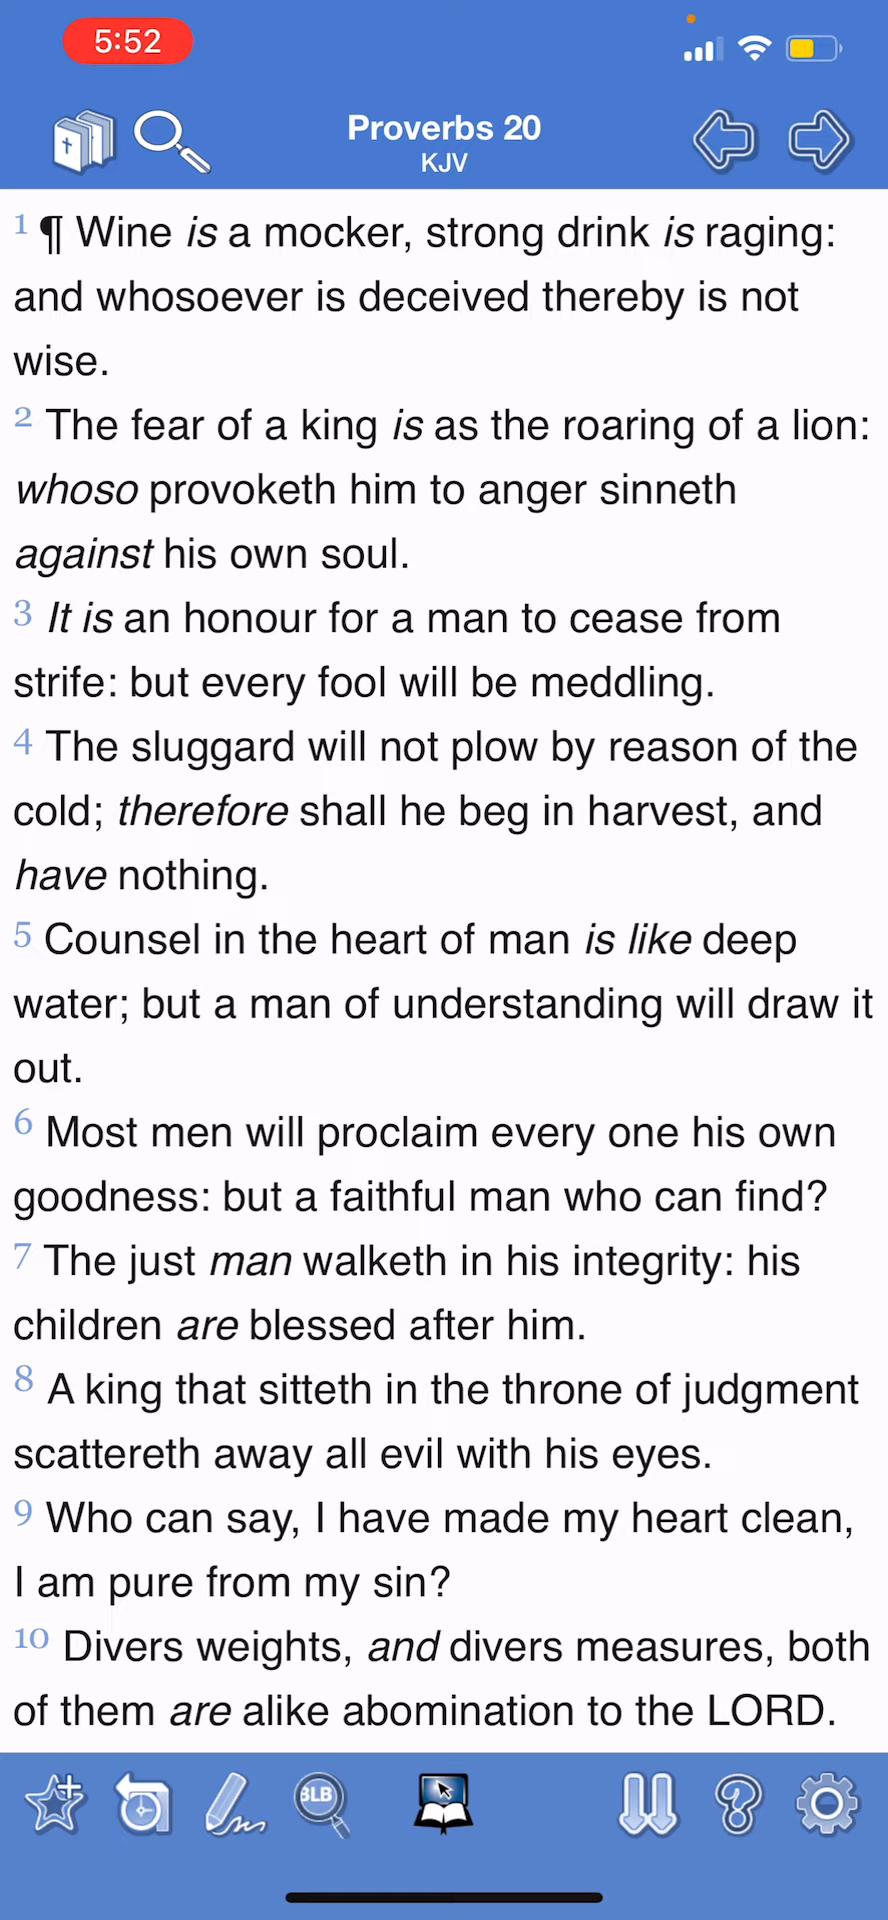 5:52
Proverbs 20
KJV
1 ¶ Wine is a mocker, strong drink is raging:
and whosoever is deceived thereby is not
wise.
2 The fear of a king is as the roaring of a lion:
whoso provoketh him to anger sinneth
against his own soul.
3 It is an honour for a man to cease from
strife: but every fool will be meddling.
4 The sluggard will not plow by reason of the
cold; therefore shall he beg in harvest, and
have nothing.
5 Counsel in the heart of man is like deep
water; but a man of understanding will draw it
out.
6 Most men will proclaim every one his own
goodness: but a faithful man who can find?
7 The just man walketh in his integrity: his
children are blessed after him.
8 A king that sitteth in the throne of judgment
scattereth away all evil with his eyes.
9 Who can say, I have made my heart clean,
I am pure from my sin?
10 Divers weights, and divers measures, both
of them are alike abomination to the LORD.
BLB